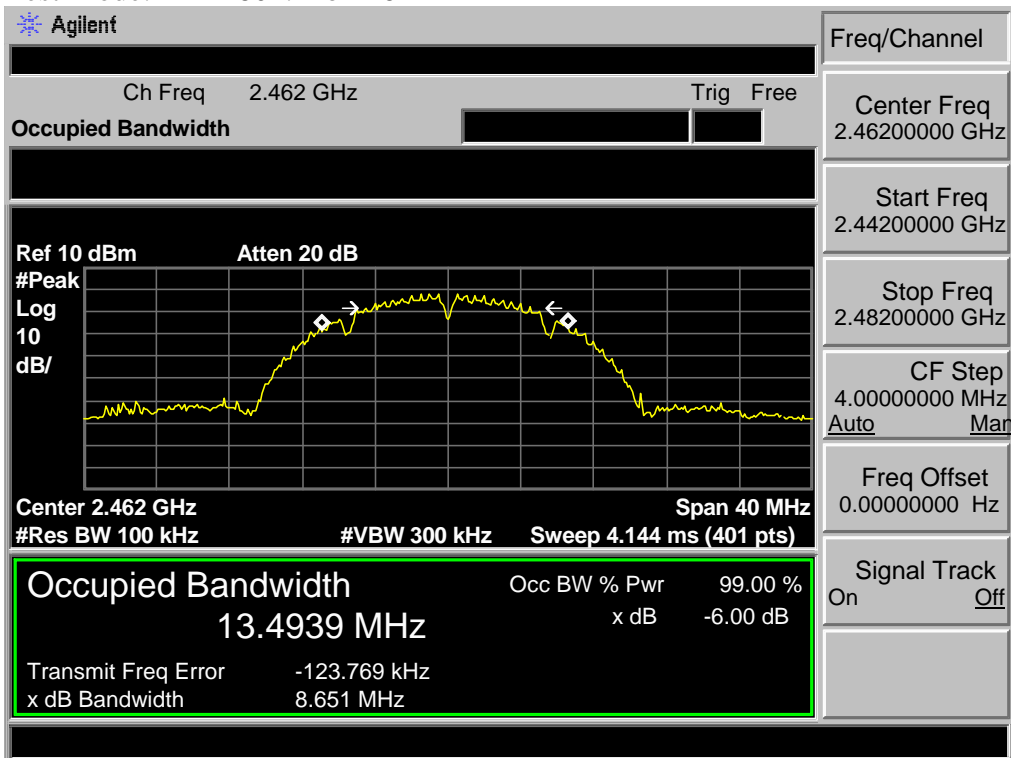 Agilent
Freq/Channel
Ch Freq 2.462 GHz Trig Free
Occupied Bandwidth
Center Freq
2.46200000 GHz
Start Freq
2.44200000 GHz
Stop Freq
2.48200000 GHz
CF Step
4.00000000 MHz
Auto Man
Freq Offset
0.00000000 Hz
Signal Track
On Off
Ref 10 dBm Atten 20 dB
#Peak
Log
10
dB/
Center 2.462 GHz Span 40 MHz
#Res BW 100 kHz #VBW 300 kHz Sweep 4.144 ms (401 pts)
Occupied Bandwidth Occ BW % Pwr 99.00 %
13.4939 MHz x dB -6.00 dB
Transmit Freq Error -123.769 kHz
x dB Bandwidth 8.651 MHz